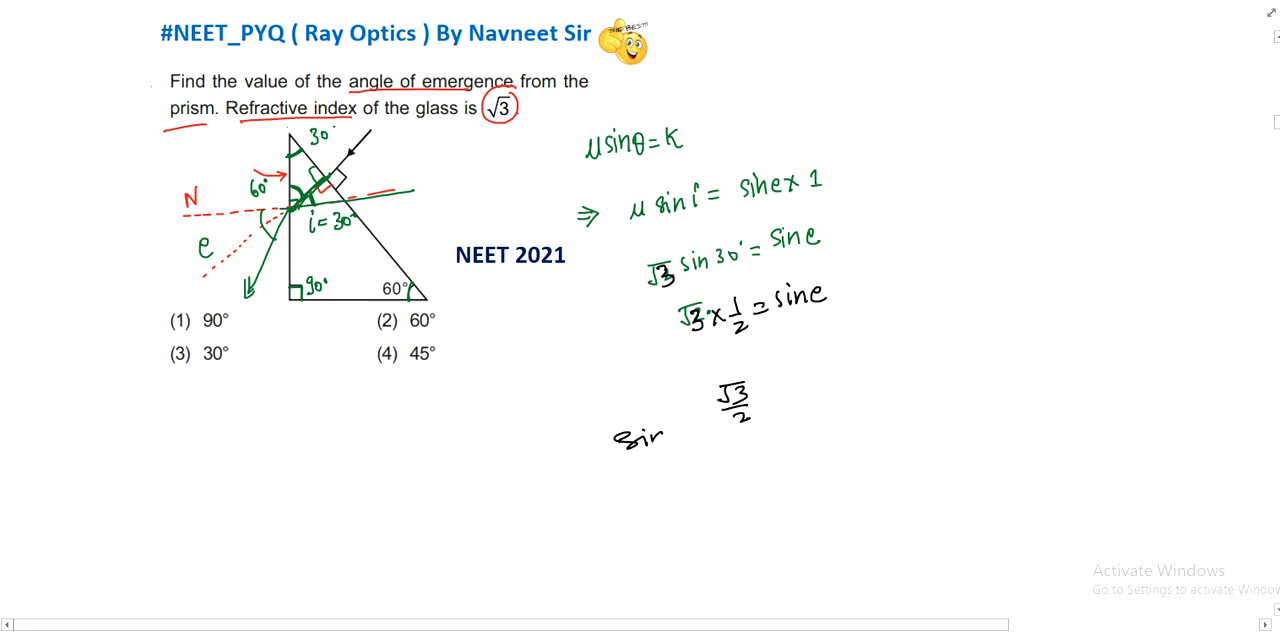 #NEET_PYQ ( Ray Optics ) By Navneet Sir
THE BEST!!
Find the value of the angle of emergence from the
prism. Refractive index of the glass is √3.
30°
60°
N
i = 30°
e
90°
60°
NEET 2021
(1) 90°
(2) 60°
(3) 30°
(4) 45°
μ sinθ = K
⇒ μ sin i = sin e x 1
√3 sin 30° = sin e
√3 x 1/2 = sin e
√3/2
sin
Activate Windows
Go to Settings to activate Window